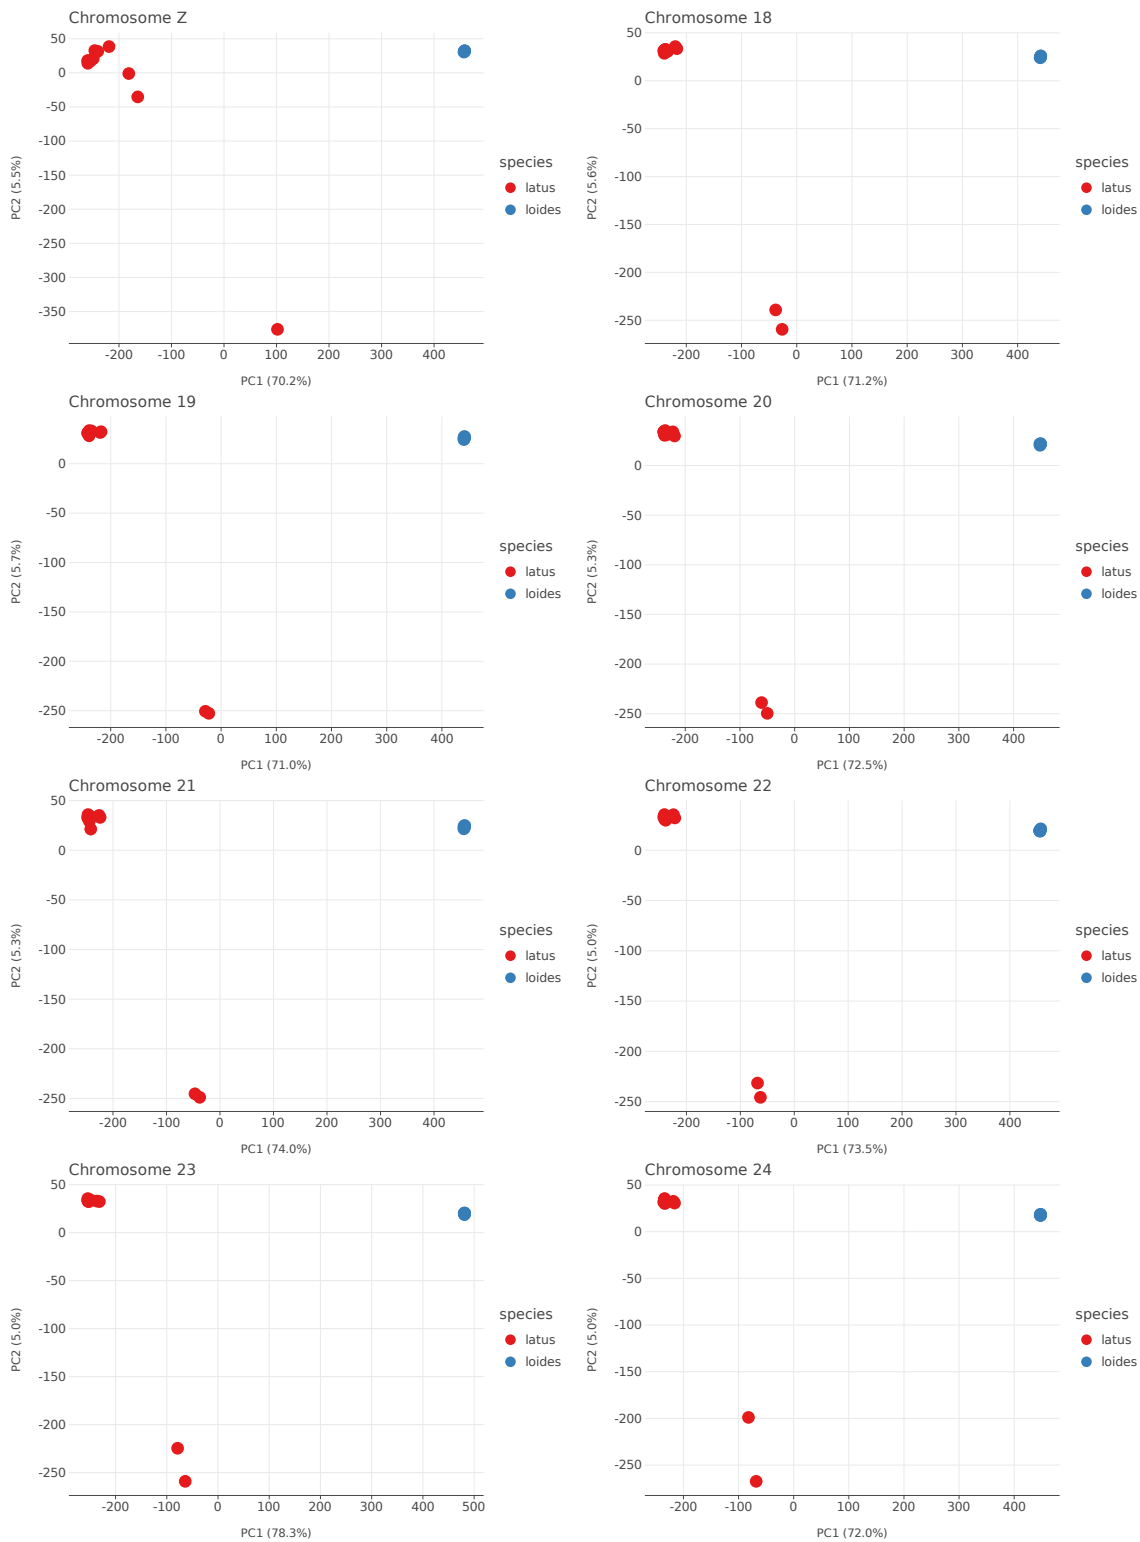 Chromosome Z
50
0
-50
-100
-150
-200
-250
-300
-350
PC2 (5.5%)
-200 -100 0 100 200 300 400
PC1 (70.2%)
species
latus
loides
Chromosome 18
50
0
-50
-100
-150
-200
-250
PC2 (5.6%)
-200 -100 0 100 200 300 400
PC1 (71.2%)
species
latus
loides
Chromosome 19
0
-50
-100
-150
-200
-250
PC2 (5.7%)
-200 -100 0 100 200 300 400
PC1 (71.0%)
species
latus
loides
Chromosome 20
0
-50
-100
-150
-200
-250
PC2 (5.3%)
-200 -100 0 100 200 300 400
PC1 (72.5%)
species
latus
loides
Chromosome 21
50
0
-50
-100
-150
-200
-250
PC2 (5.3%)
-200 -100 0 100 200 300 400
PC1 (74.0%)
species
latus
loides
Chromosome 22
0
-50
-100
-150
-200
-250
PC2 (5.0%)
-200 -100 0 100 200 300 400
PC1 (73.5%)
species
latus
loides
Chromosome 23
50
0
-50
-100
-150
-200
-250
PC2 (5.0%)
-200 -100 0 100 200 300 400 500
PC1 (78.3%)
species
latus
loides
Chromosome 24
50
0
-50
-100
-150
-200
-250
PC2 (5.0%)
-200 -100 0 100 200 300 400
PC1 (72.0%)
species
latus
loides